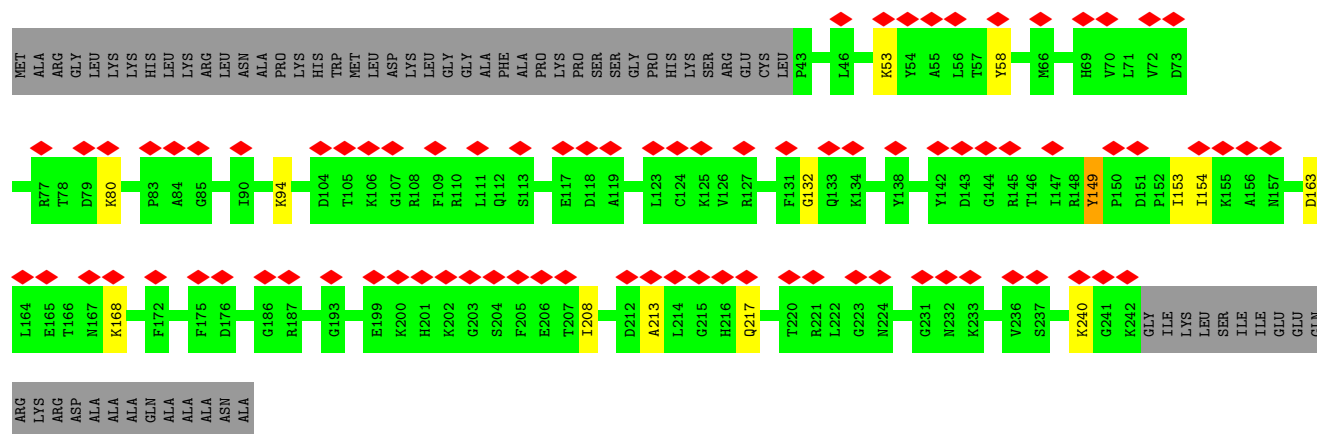 MET ALA ARG GLY LEU LYS LYS HIS LEU LYS ARG LEU ASN ALA PRO LYS HIS TRP MET LEU ASP LYS LEU GLY GLY ALA PHE ALA PRO LYS PRO SER SER GLY PRO HIS LYS SER ARG GLU CYS LEU P43 L46 K53 Y54 A55 L56 T57 Y58 M66 H69 V70 L71 V72 D73
R77 T78 D79 K80 P83 A84 G85 I90 K94 D104 T105 K106 G107 R108 F109 R110 L111 Q112 S113 E117 D118 A119 L123 C124 K125 V126 R127 F131 G132 Q133 K134 Y138 Y142 D143 G144 R145 T146 I147 R148 Y149 P150 D151 P152 I153 I154 K155 A156 N157 D163
L164 E165 T166 N167 K168 F172 F175 D176 G186 R187 G193 E199 K200 H201 K202 G203 S204 F205 E206 T207 I208 D212 A213 L214 G215 H216 Q217 T220 R221 L222 G223 N224 G231 N232 K233 V236 S237 K240 G241 K242 GLY ILE LYS LEU SER ILE ILE GLU GLU GLN
ARG LYS ARG ASP ALA ALA ALA GLN ALA ALA ALA ASN ALA